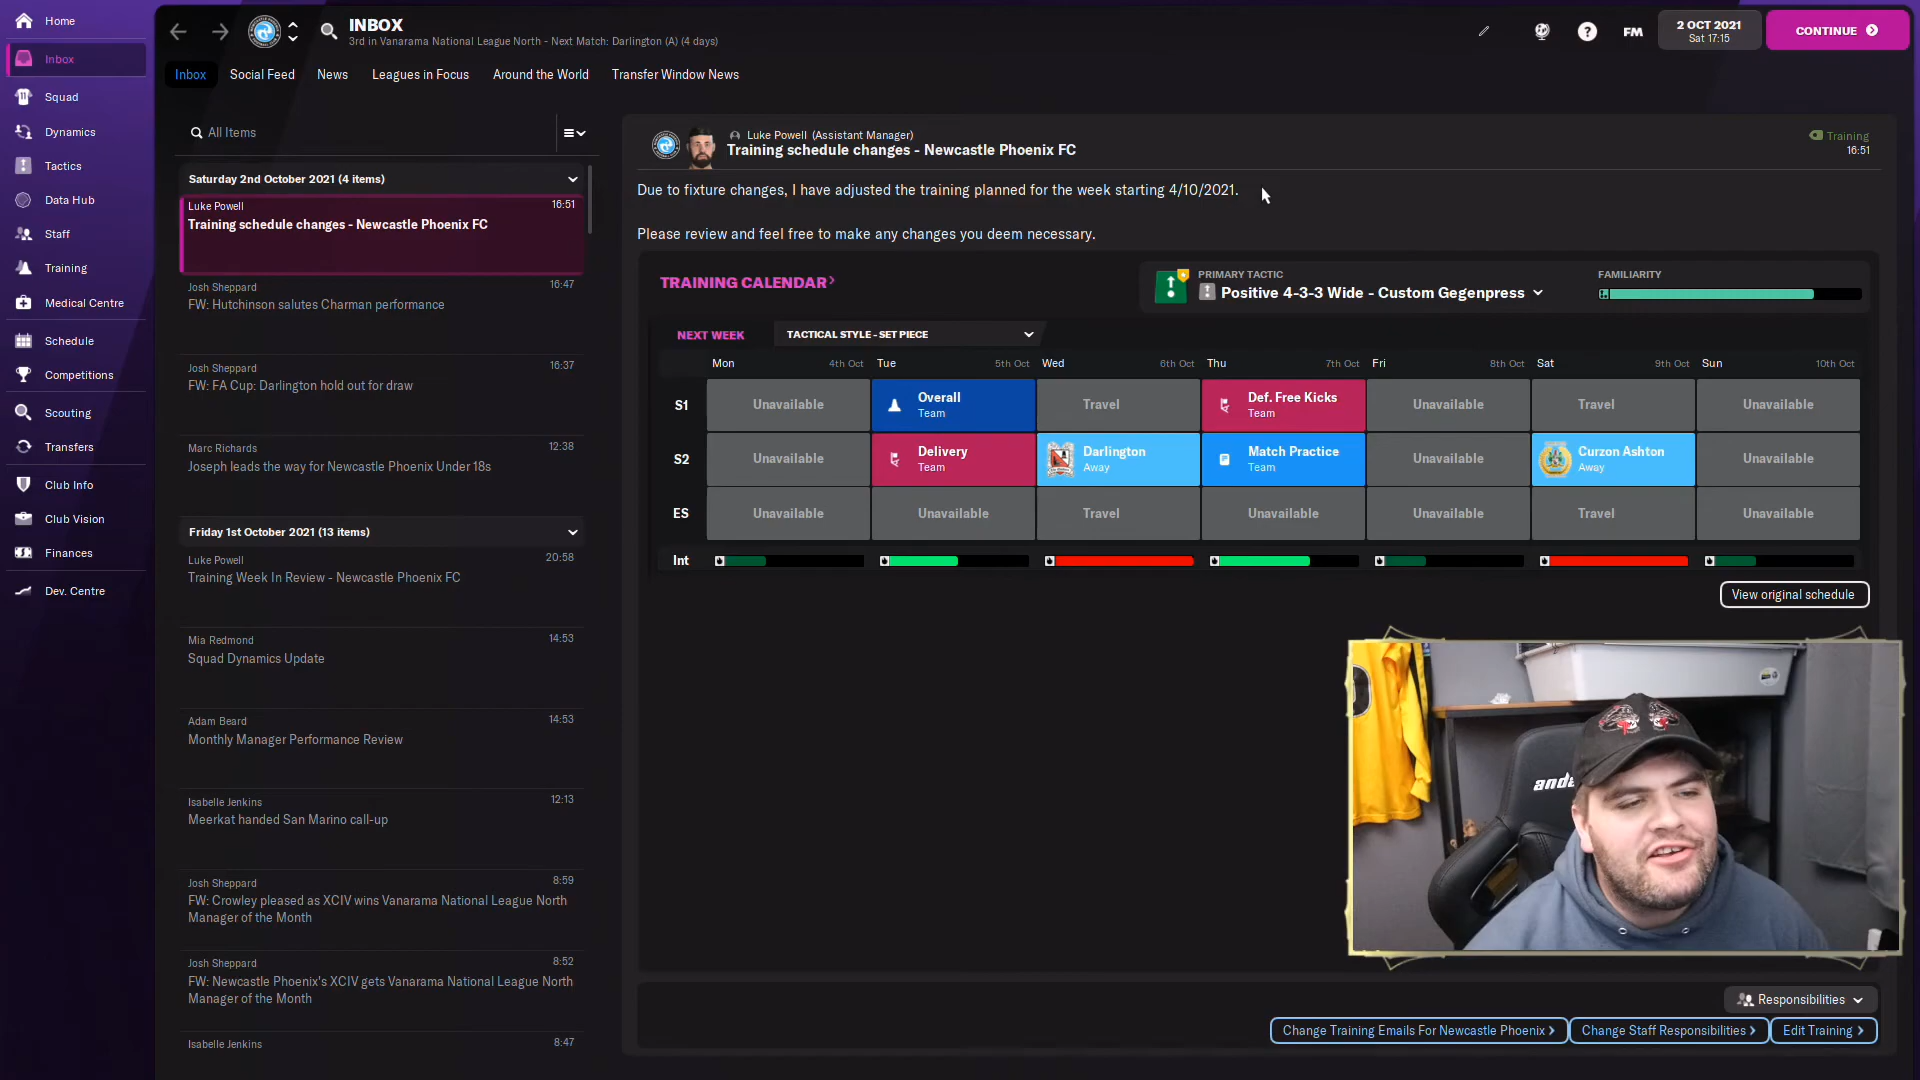 Home
Inbox
Squad
Dynamics
Tactics
Data Hub
Staff
Training
Medical Centre
Schedule
Competitions
Scouting
Transfers
Club Info
Club Vision
Finances
Dev. Centre
INBOX
3rd in Vanarama National League North - Next Match: Darlington (A) (4 days)
FM
2 OCT 2021
Sat 17:15
CONTINUE
Inbox Social Feed News Leagues in Focus Around the World Transfer Window News
All Items
Saturday 2nd October 2021 (4 items)
Luke Powell 16:51
Training schedule changes - Newcastle Phoenix FC
Josh Sheppard 16:47
FW: Hutchinson salutes Charman performance
Josh Sheppard 16:37
FW: FA Cup: Darlington hold out for draw
Marc Richards 12:38
Joseph leads the way for Newcastle Phoenix Under 18s
Friday 1st October 2021 (13 items)
Luke Powell 20:58
Training Week In Review - Newcastle Phoenix FC
Mia Redmond 14:53
Squad Dynamics Update
Adam Beard 14:53
Monthly Manager Performance Review
Isabelle Jenkins 12:13
Meerkat handed San Marino call-up
Josh Sheppard 8:59
FW: Crowley pleased as XCIV wins Vanarama National League North
Manager of the Month
Josh Sheppard 8:52
FW: Newcastle Phoenix's XCIV gets Vanarama National League North
Manager of the Month
Isabelle Jenkins 8:47
Luke Powell (Assistant Manager)
Training schedule changes - Newcastle Phoenix FC
Training
16:51
Due to fixture changes, I have adjusted the training planned for the week starting 4/10/2021.
Please review and feel free to make any changes you deem necessary.
TRAINING CALENDAR
PRIMARY TACTIC
Positive 4-3-3 Wide - Custom Gegenpress
FAMILIARITY
NEXT WEEK
TACTICAL STYLE - SET PIECE
Mon 4th Oct Tue 5th Oct Wed 6th Oct Thu 7th Oct Fri 8th Oct Sat 9th Oct Sun 10th Oct
S1 Unavailable Overall Team Travel Def. Free Kicks Team Unavailable Travel Unavailable
S2 Unavailable Delivery Team Darlington Away Match Practice Team Unavailable Curzon Ashton Away Unavailable
ES Unavailable Unavailable Travel Unavailable Unavailable Travel Unavailable
Int
View original schedule
anda
Responsibilities
Change Training Emails For Newcastle Phoenix
Change Staff Responsibilities
Edit Training